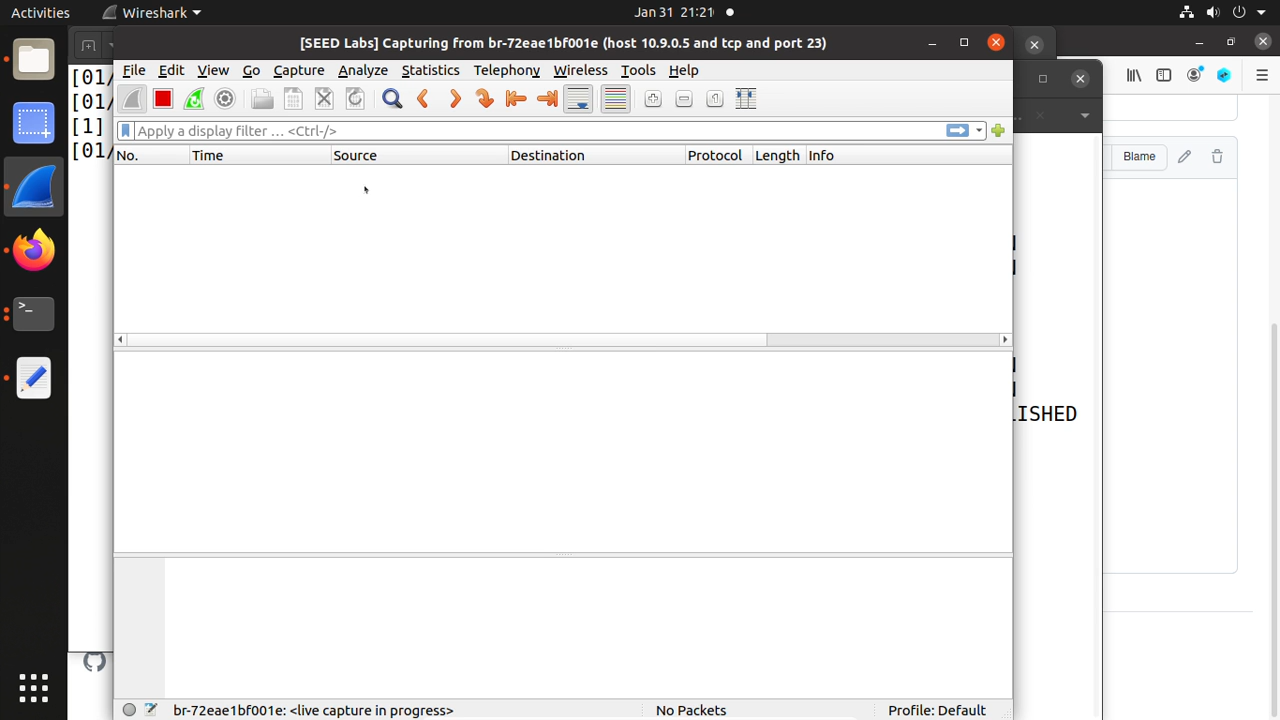 Activities Wireshark Jan 31 21:21
[SEED Labs] Capturing from br-72eae1bf001e (host 10.9.0.5 and tcp and port 23)
File Edit View Go Capture Analyze Statistics Telephony Wireless Tools Help
[01/
[01/
[1]
[01/
Apply a display filter … <Ctrl-/>
No. Time Source Destination Protocol Length Info
Blame
LISHED
br-72eae1bf001e: <live capture in progress> No Packets Profile: Default